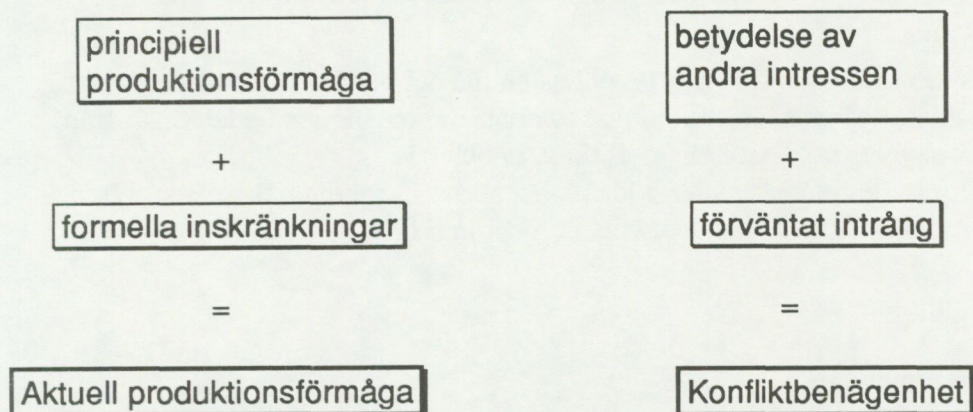 principiell
produktionsförmåga
+
formella inskränkningar
=
Aktuell produktionsförmåga
betydelse av
andra intressen
+
förväntat intrång
=
Konfliktbenägenhet